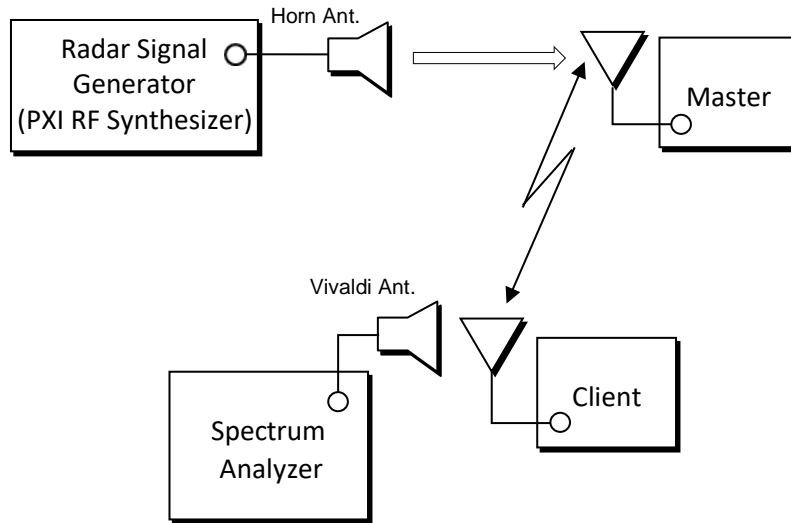 Horn Ant.
Radar Signal
Generator
(PXI RF Synthesizer)
Master
Vivaldi Ant.
Client
Spectrum
Analyzer